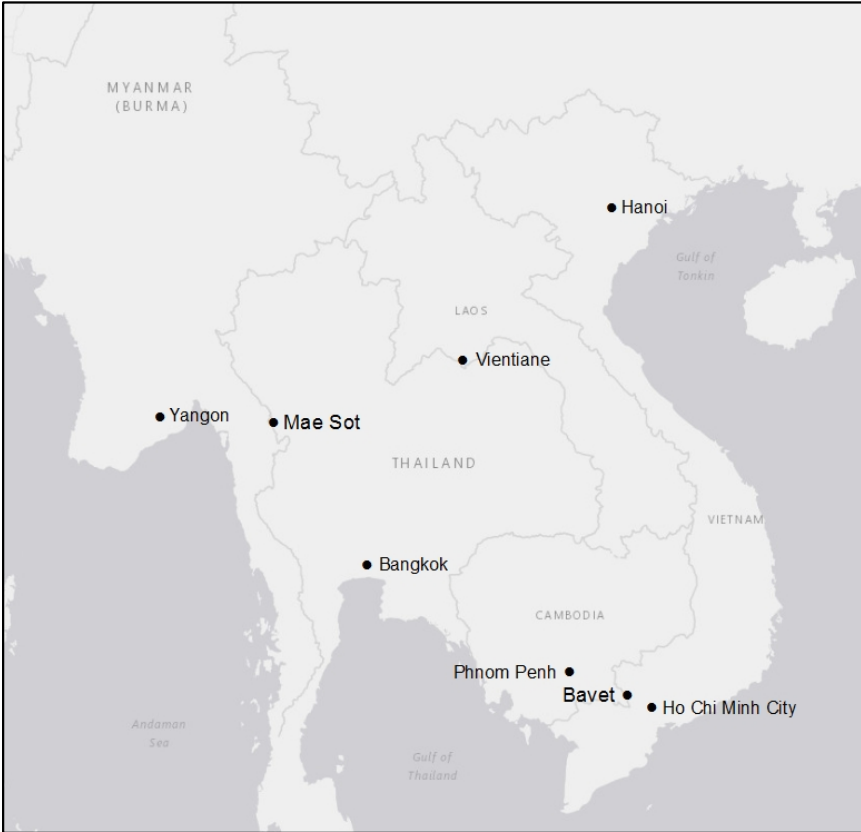 MYANMAR
(BURMA)
Hanoi
Gulf of
Tonkin
LAOS
Vientiane
Yangon
Mae Sot
THAILAND
VIETNAM
Bangkok
CAMBODIA
Phnom Penh
Bavet
Ho Chi Minh City
Andaman
Sea
Gulf of
Thailand